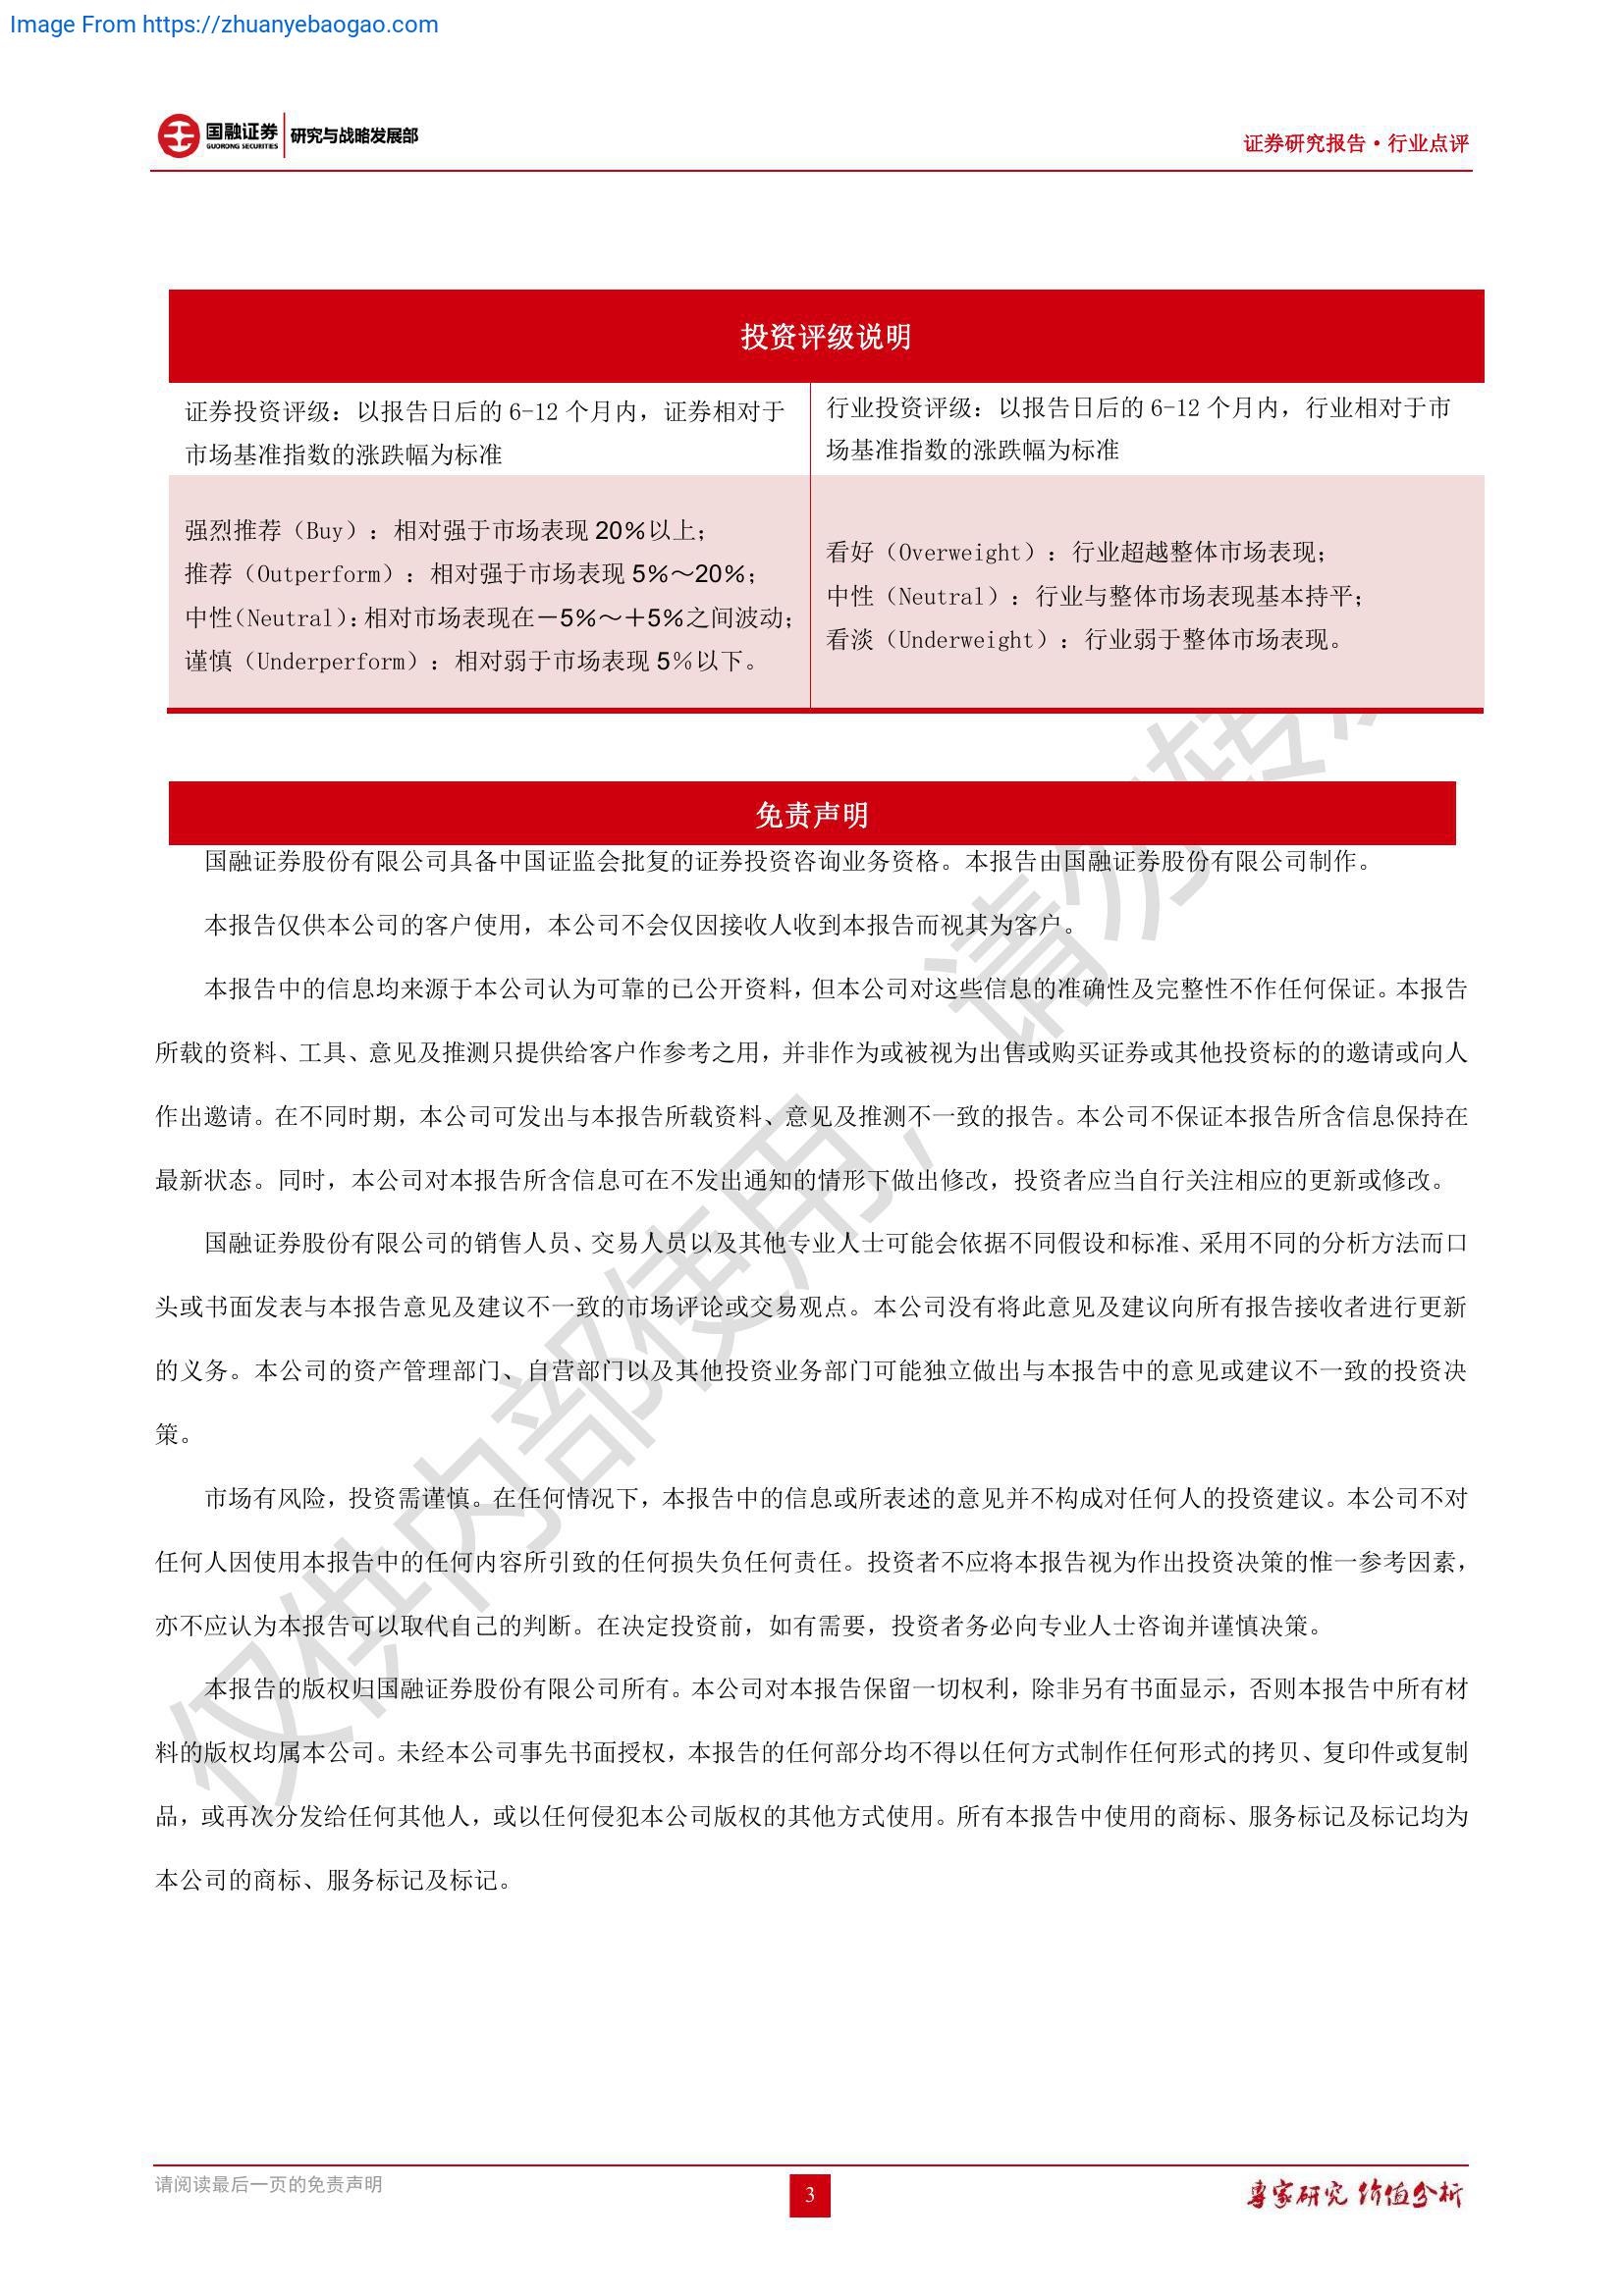 Image From https://zhuanyebaogao.com
国融证券 研究与战略发展部
GUORONG SECURITIES
证券研究报告·行业点评
投资评级说明
证券投资评级：以报告日后的 6-12 个月内，证券相对于
市场基准指数的涨跌幅为标准
行业投资评级：以报告日后的 6-12 个月内，行业相对于市
场基准指数的涨跌幅为标准
强烈推荐（Buy）：相对强于市场表现 20％以上；
推荐（Outperform）：相对强于市场表现 5％～20％；
中性（Neutral）：相对市场表现在－5％～＋5％之间波动；
谨慎（Underperform）：相对弱于市场表现 5％以下。
看好（Overweight）：行业超越整体市场表现；
中性（Neutral）：行业与整体市场表现基本持平；
看淡（Underweight）：行业弱于整体市场表现。
免责声明
国融证券股份有限公司具备中国证监会批复的证券投资咨询业务资格。本报告由国融证券股份有限公司制作。
本报告仅供本公司的客户使用，本公司不会仅因接收人收到本报告而视其为客户。
本报告中的信息均来源于本公司认为可靠的已公开资料，但本公司对这些信息的准确性及完整性不作任何保证。本报告
所载的资料、工具、意见及推测只提供给客户作参考之用，并非作为或被视为出售或购买证券或其他投资标的的邀请或向人
作出邀请。在不同时期，本公司可发出与本报告所载资料、意见及推测不一致的报告。本公司不保证本报告所含信息保持在
最新状态。同时，本公司对本报告所含信息可在不发出通知的情形下做出修改，投资者应当自行关注相应的更新或修改。
国融证券股份有限公司的销售人员、交易人员以及其他专业人士可能会依据不同假设和标准、采用不同的分析方法而口
头或书面发表与本报告意见及建议不一致的市场评论或交易观点。本公司没有将此意见及建议向所有报告接收者进行更新
的义务。本公司的资产管理部门、自营部门以及其他投资业务部门可能独立做出与本报告中的意见或建议不一致的投资决
策。
市场有风险，投资需谨慎。在任何情况下，本报告中的信息或所表述的意见并不构成对任何人的投资建议。本公司不对
任何人因使用本报告中的任何内容所引致的任何损失负任何责任。投资者不应将本报告视为作出投资决策的惟一参考因素，
亦不应认为本报告可以取代自己的判断。在决定投资前，如有需要，投资者务必向专业人士咨询并谨慎决策。
本报告的版权归国融证券股份有限公司所有。本公司对本报告保留一切权利，除非另有书面显示，否则本报告中所有材
料的版权均属本公司。未经本公司事先书面授权，本报告的任何部分均不得以任何方式制作任何形式的拷贝、复印件或复制
品，或再次分发给任何其他人，或以任何侵犯本公司版权的其他方式使用。所有本报告中使用的商标、服务标记及标记均为
本公司的商标、服务标记及标记。
仅供内部使用，请勿转
请阅读最后一页的免责声明
3
专家研究 价值分析